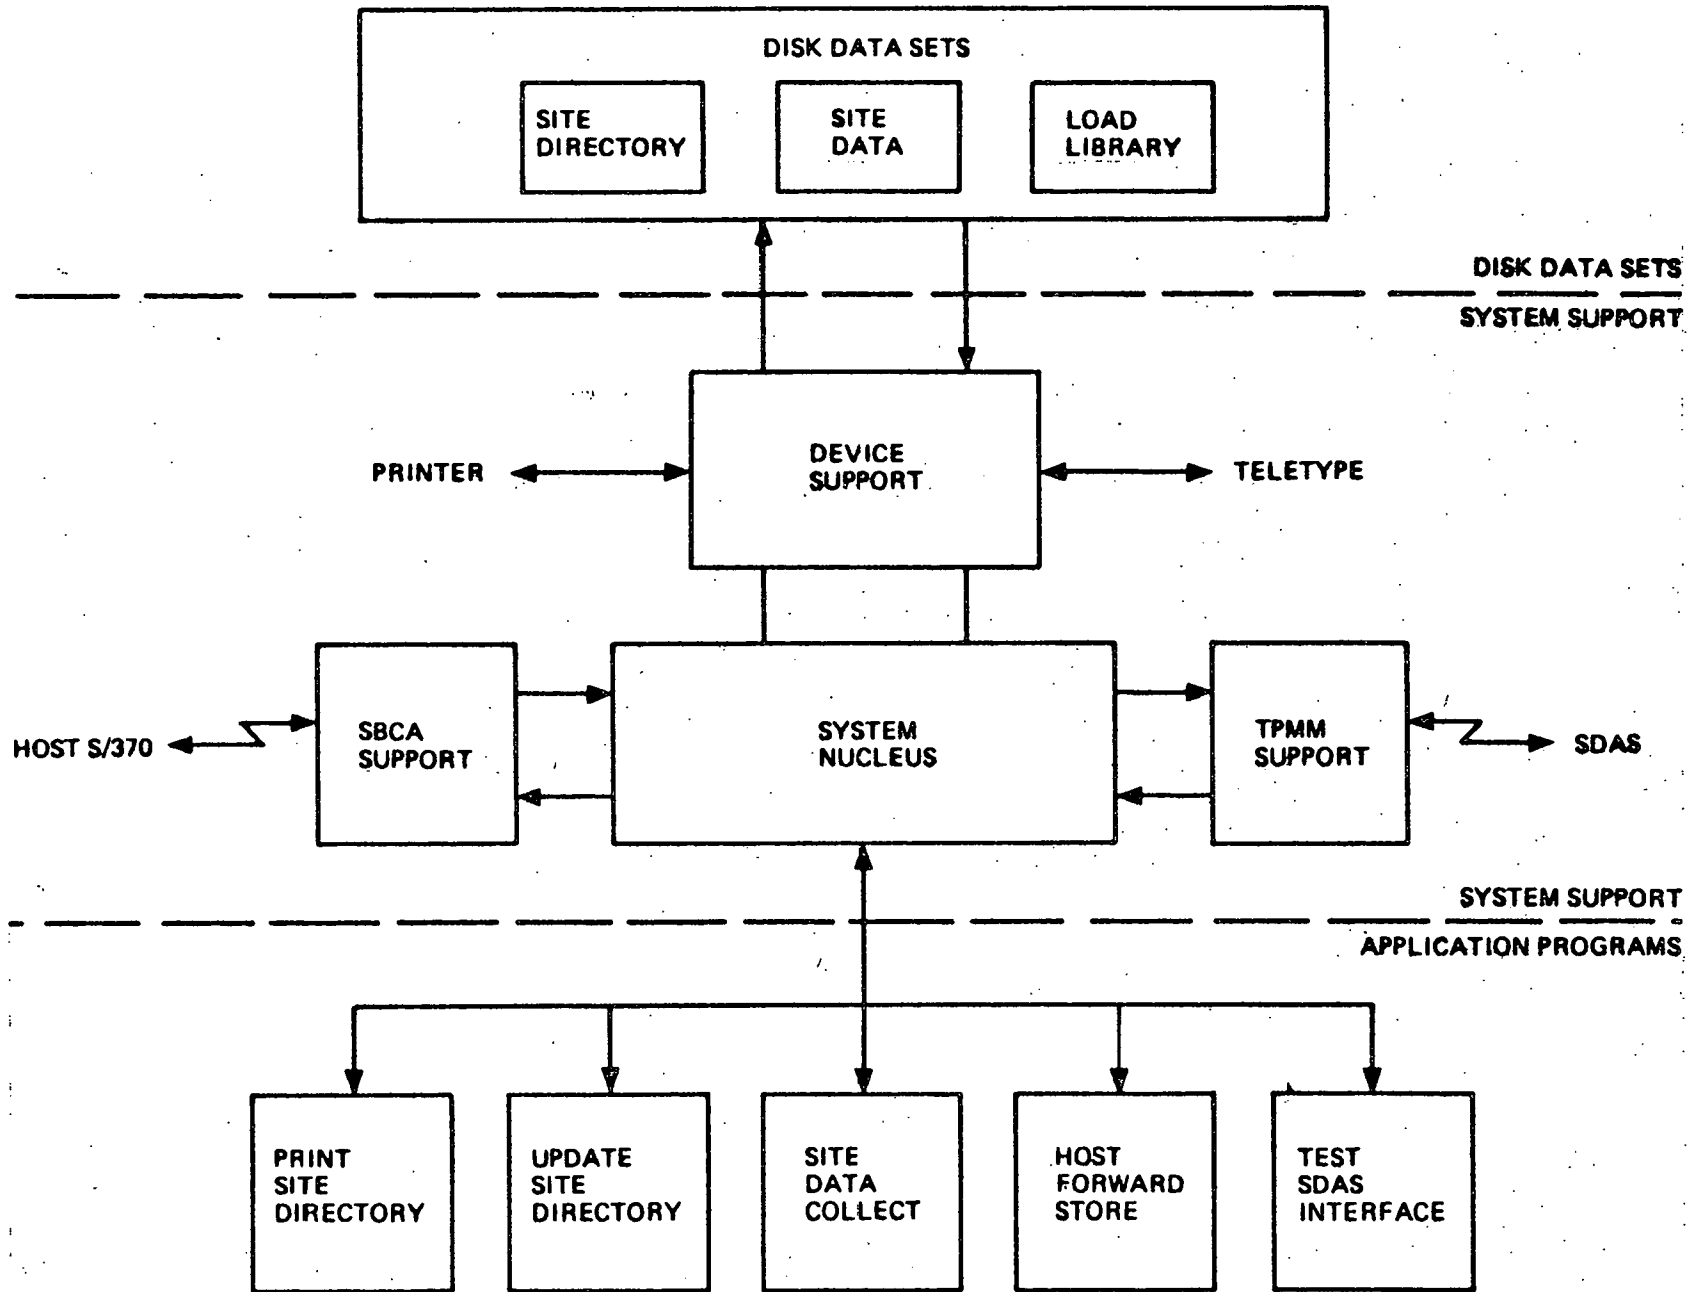 DISK DATA SETS
SITE
DIRECTORY
SITE
DATA
LOAD
LIBRARY
DISK DATA SETS
SYSTEM SUPPORT
PRINTER
DEVICE
SUPPORT
TELETYPE
HOST S/370
SBCA
SUPPORT
SYSTEM
NUCLEUS
TPMM
SUPPORT
SDAS
SYSTEM SUPPORT
APPLICATION PROGRAMS
PRINT
SITE
DIRECTORY
UPDATE
SITE
DIRECTORY
SITE
DATA
COLLECT
HOST
FORWARD
STORE
TEST
SDAS
INTERFACE